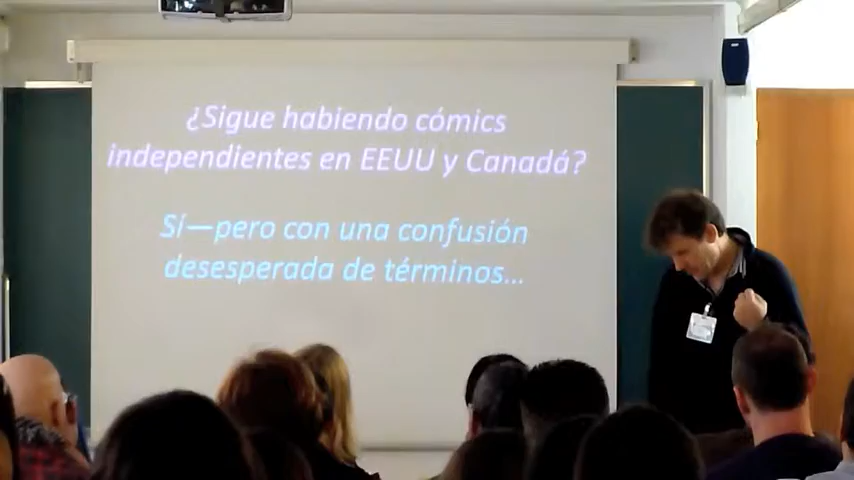 ¿Sigue habiendo cómics
independientes en EEUU y Canadá?
Sí—pero con una confusión
desesperada de términos...